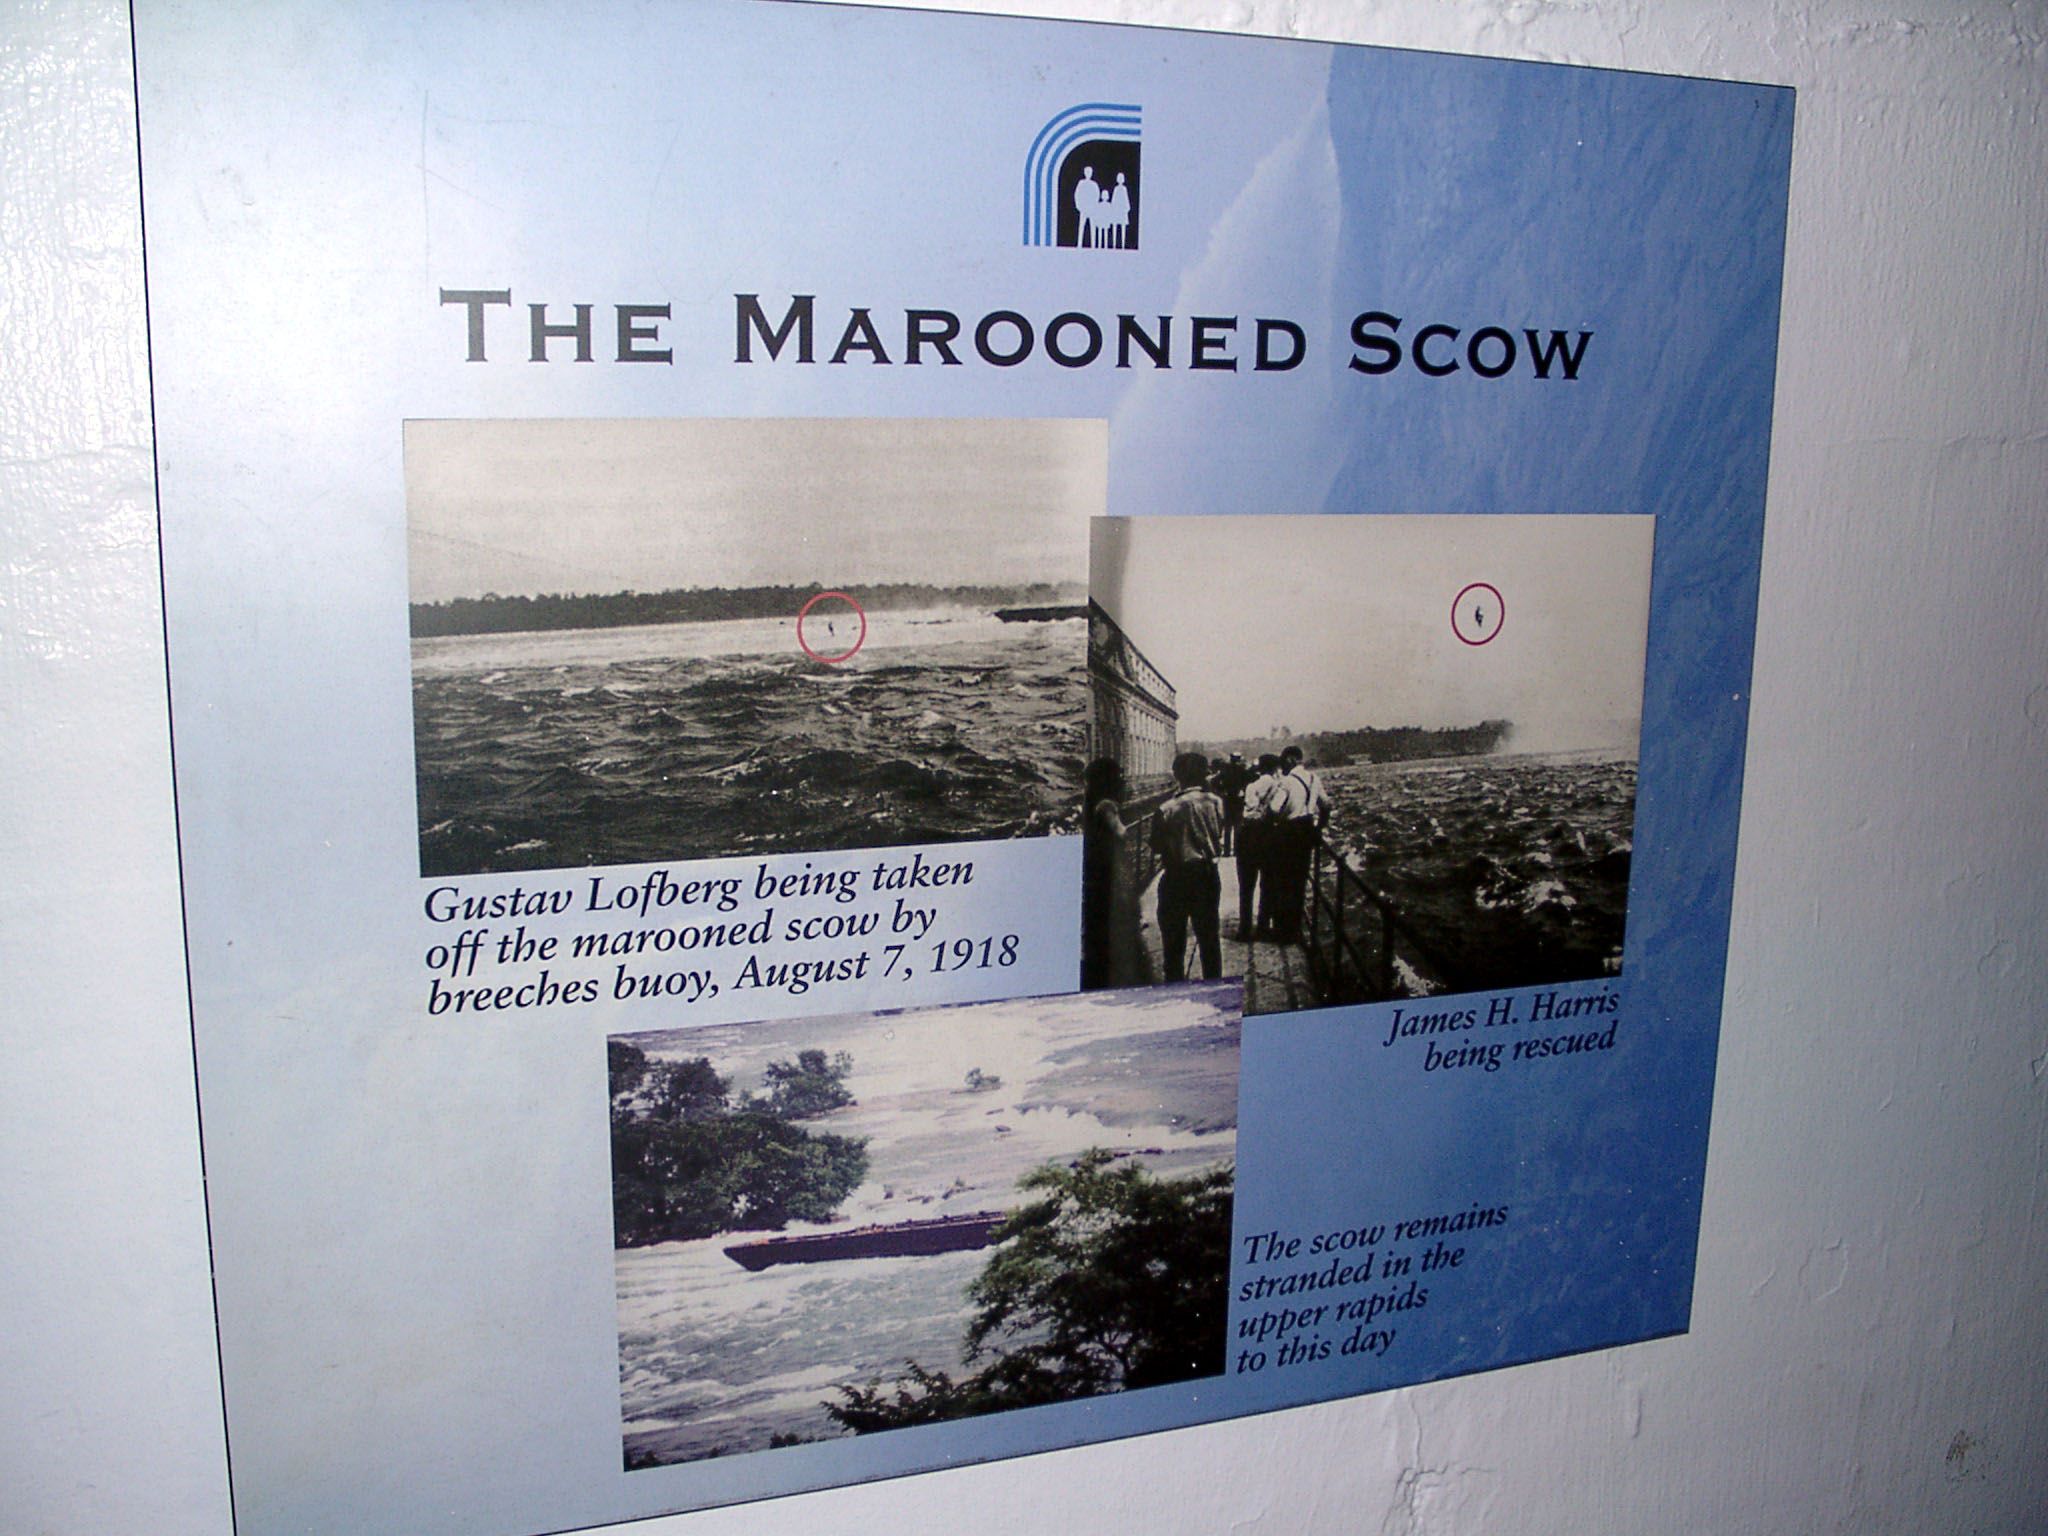 THE MAROONED SCOW
Gustav Lofberg being taken
off the marooned scow by
breeches buoy, August 7, 1918
James H. Harris
being rescued
The scow remains
stranded in the
upper rapids
to this day